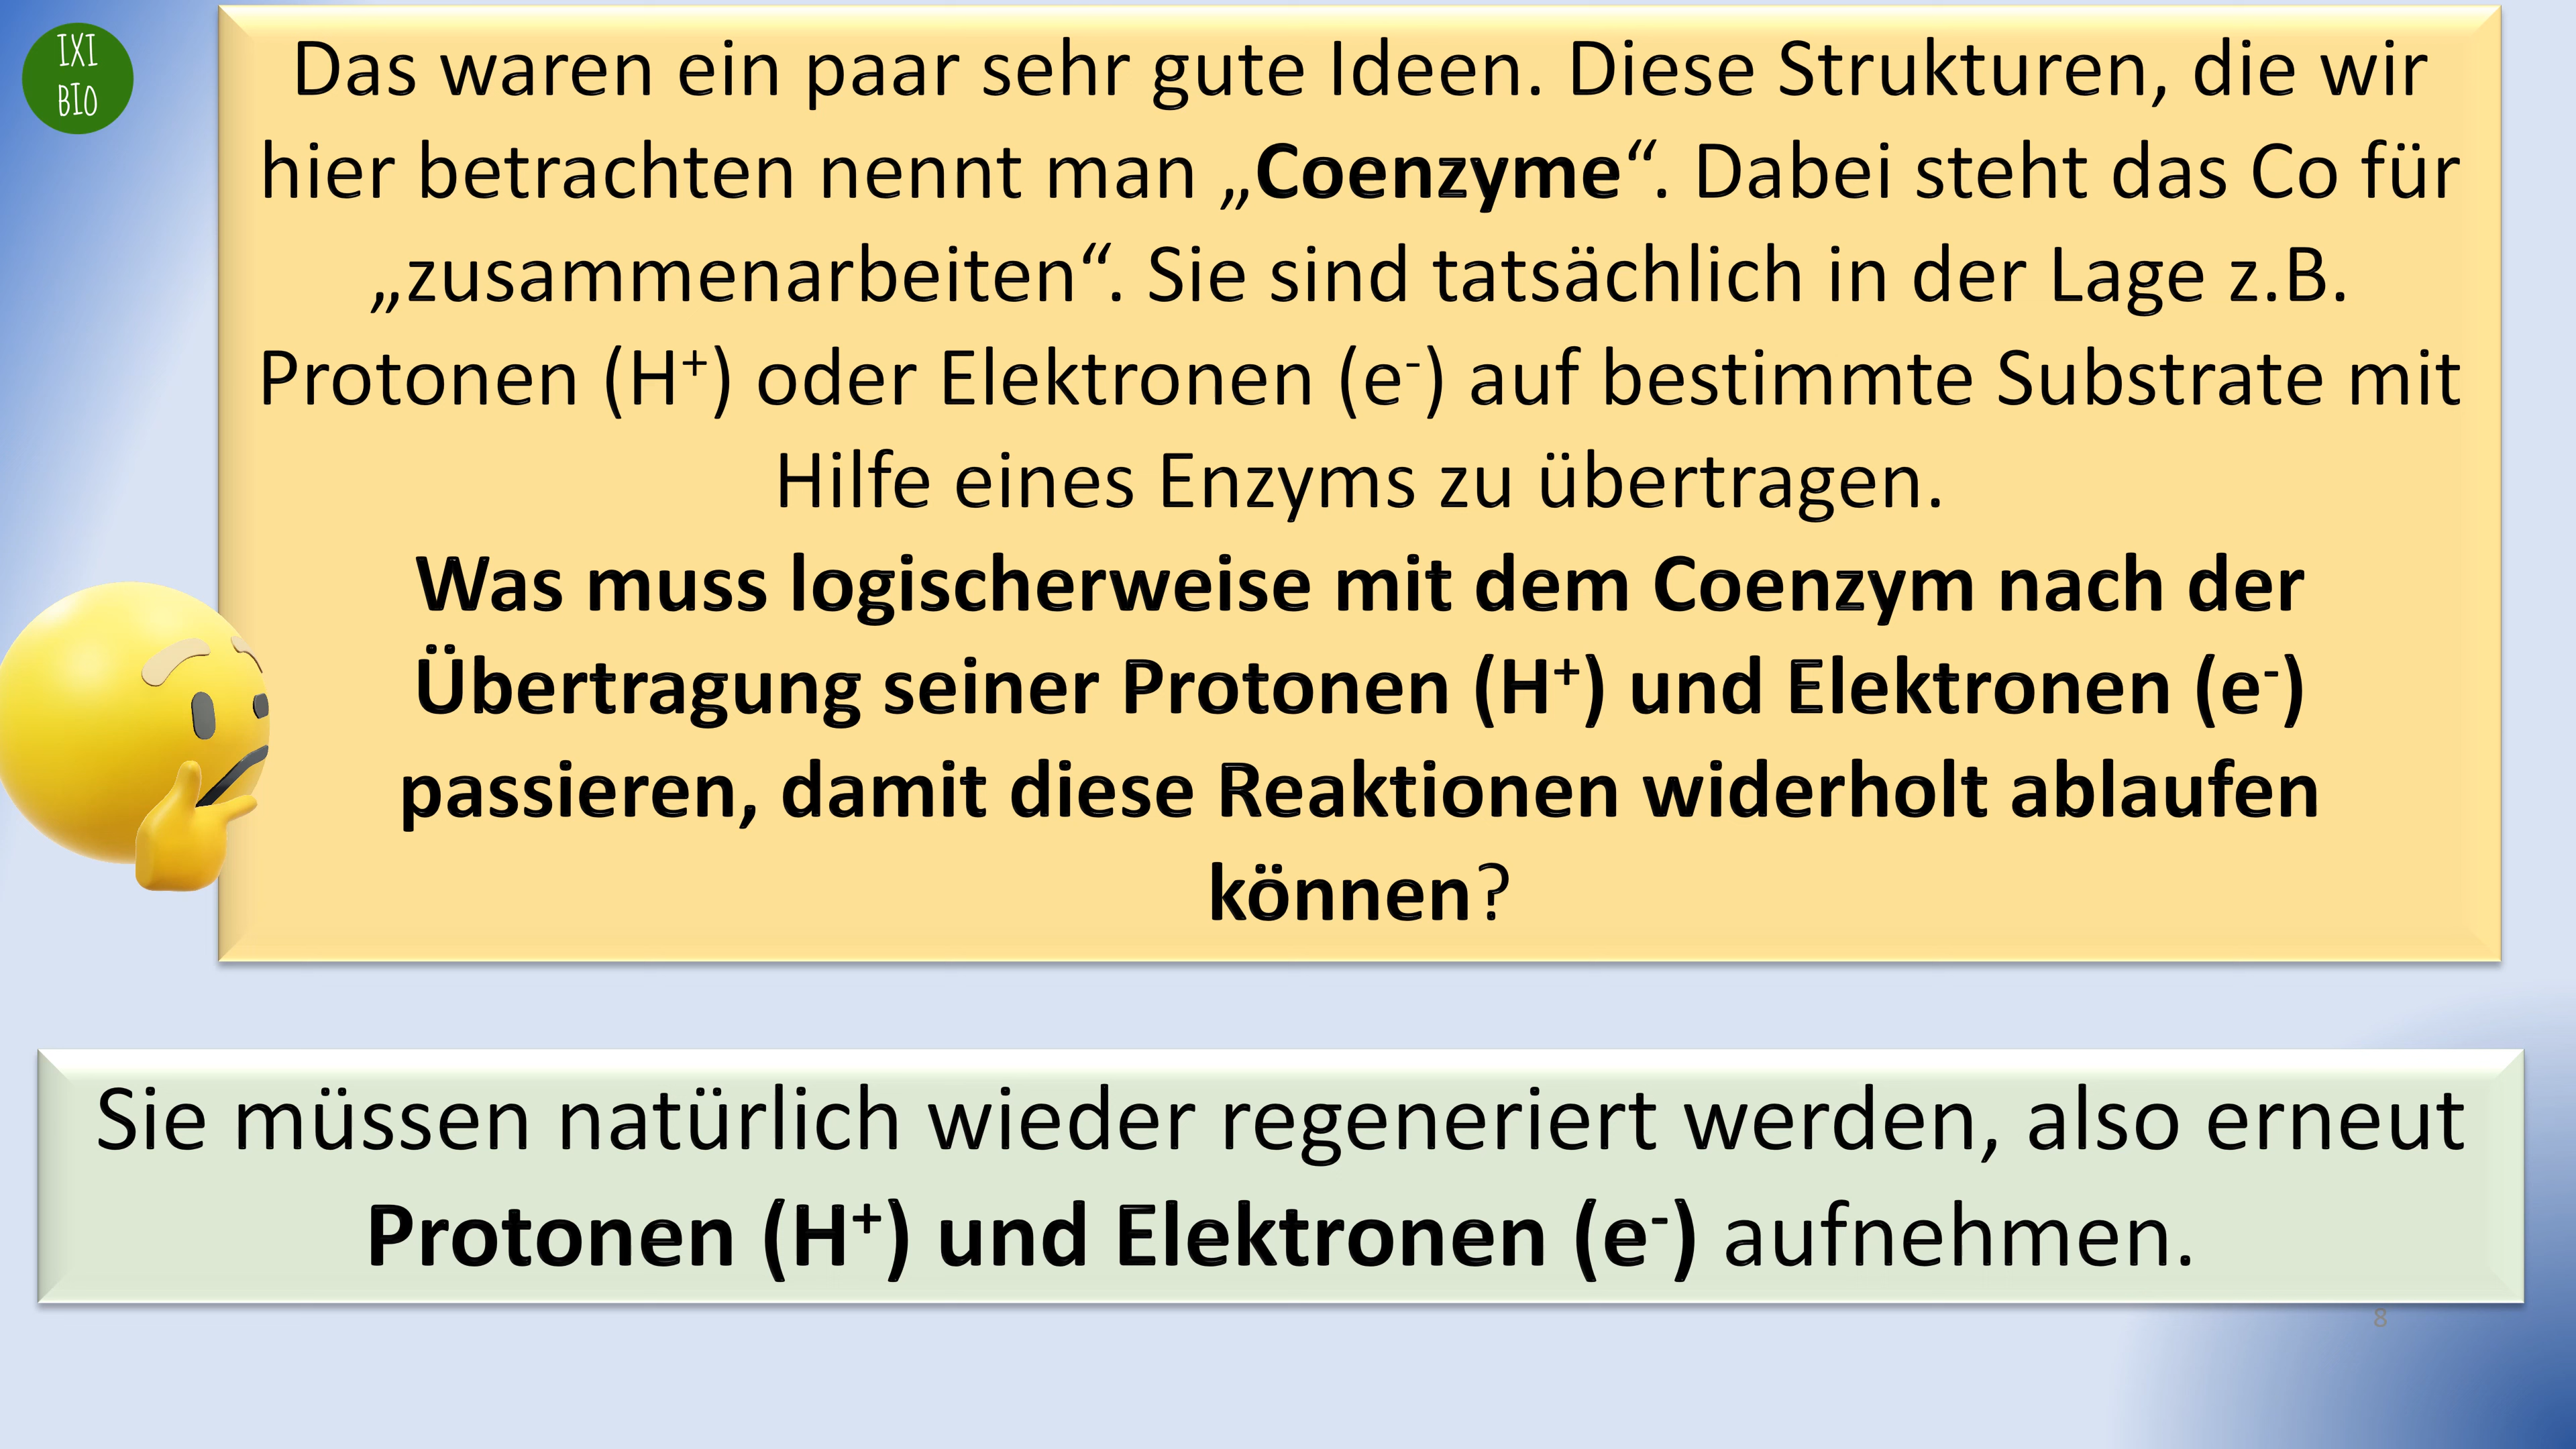 IXI
BIO
Das waren ein paar sehr gute Ideen. Diese Strukturen, die wir
hier betrachten nennt man „Coenzyme“. Dabei steht das Co für
„zusammenarbeiten“. Sie sind tatsächlich in der Lage z.B.
Protonen (H⁺) oder Elektronen (e⁻) auf bestimmte Substrate mit
Hilfe eines Enzyms zu übertragen.
Was muss logischerweise mit dem Coenzym nach der
Übertragung seiner Protonen (H⁺) und Elektronen (e⁻)
passieren, damit diese Reaktionen widerholt ablaufen
können?
Sie müssen natürlich wieder regeneriert werden, also erneut
Protonen (H⁺) und Elektronen (e⁻) aufnehmen.
8